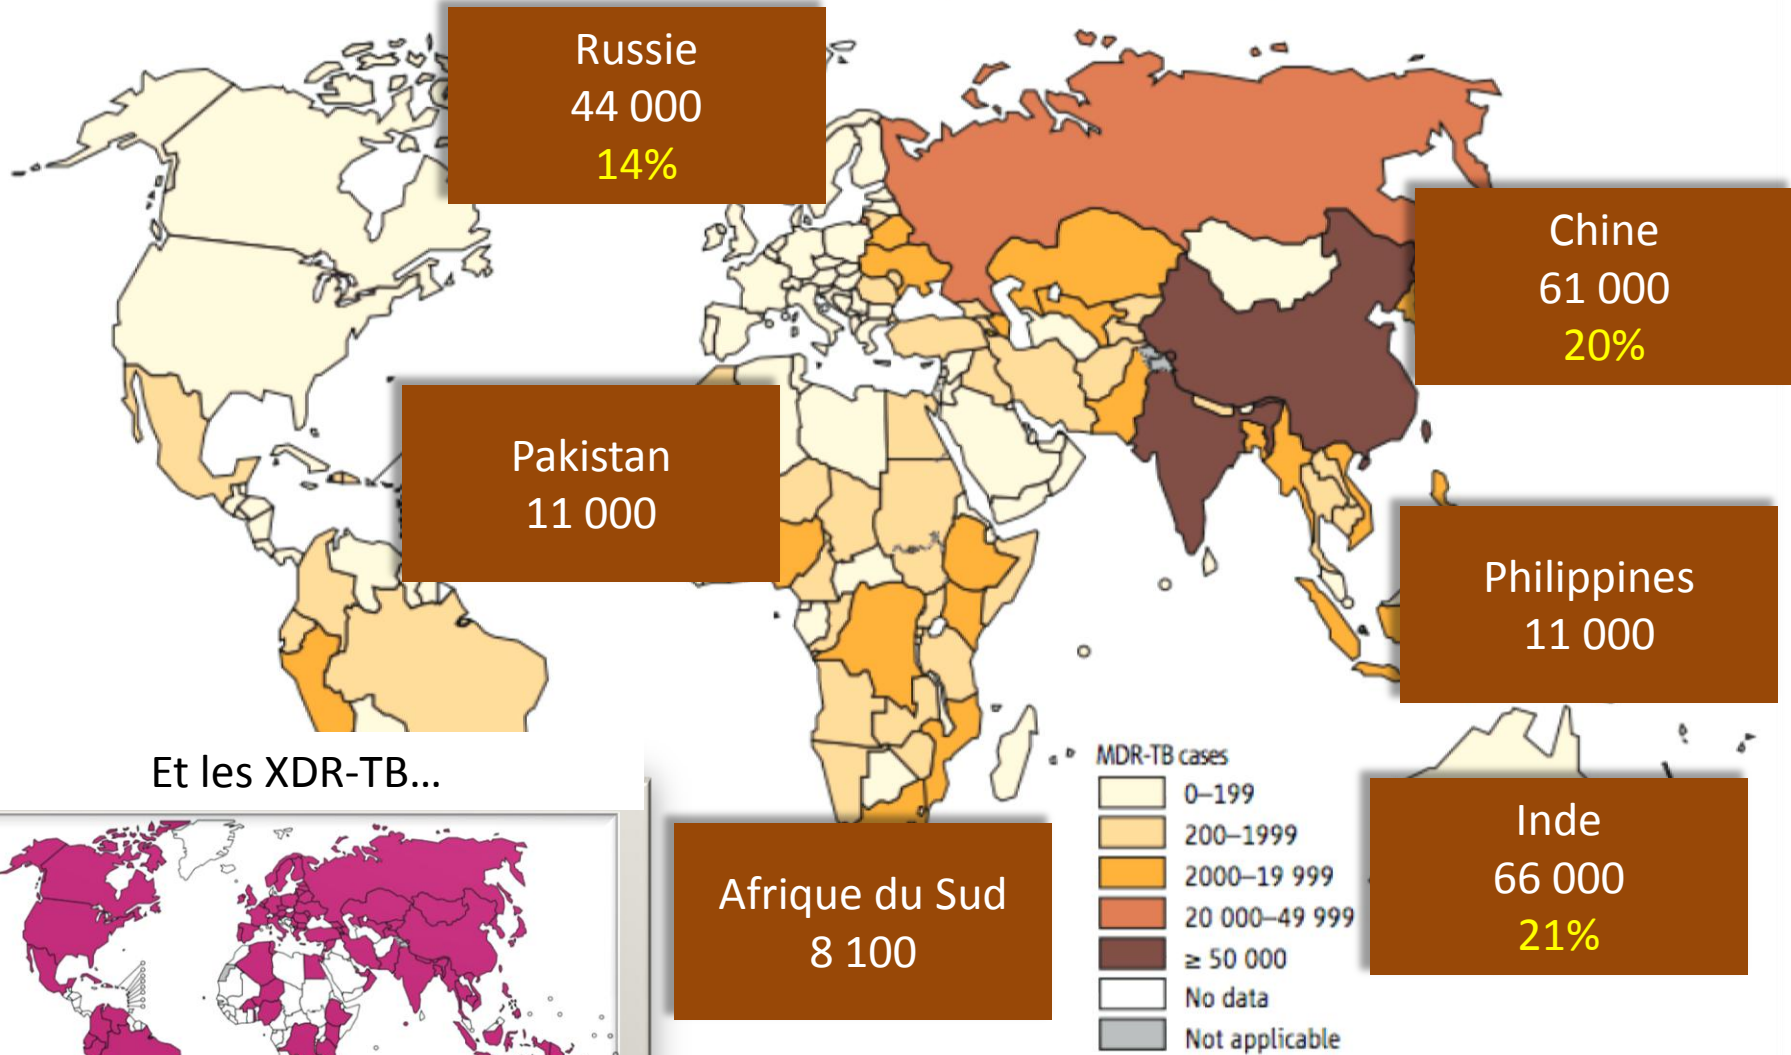 Russie
44 000
14%
Chine
61 000
20%
Pakistan
11 000
Philippines
11 000
Et les XDR-TB...
Afrique du Sud
8 100
MDR-TB cases
0–199
200–1999
2000–19 999
20 000–49 999
≥ 50 000
No data
Not applicable
Inde
66 000
21%